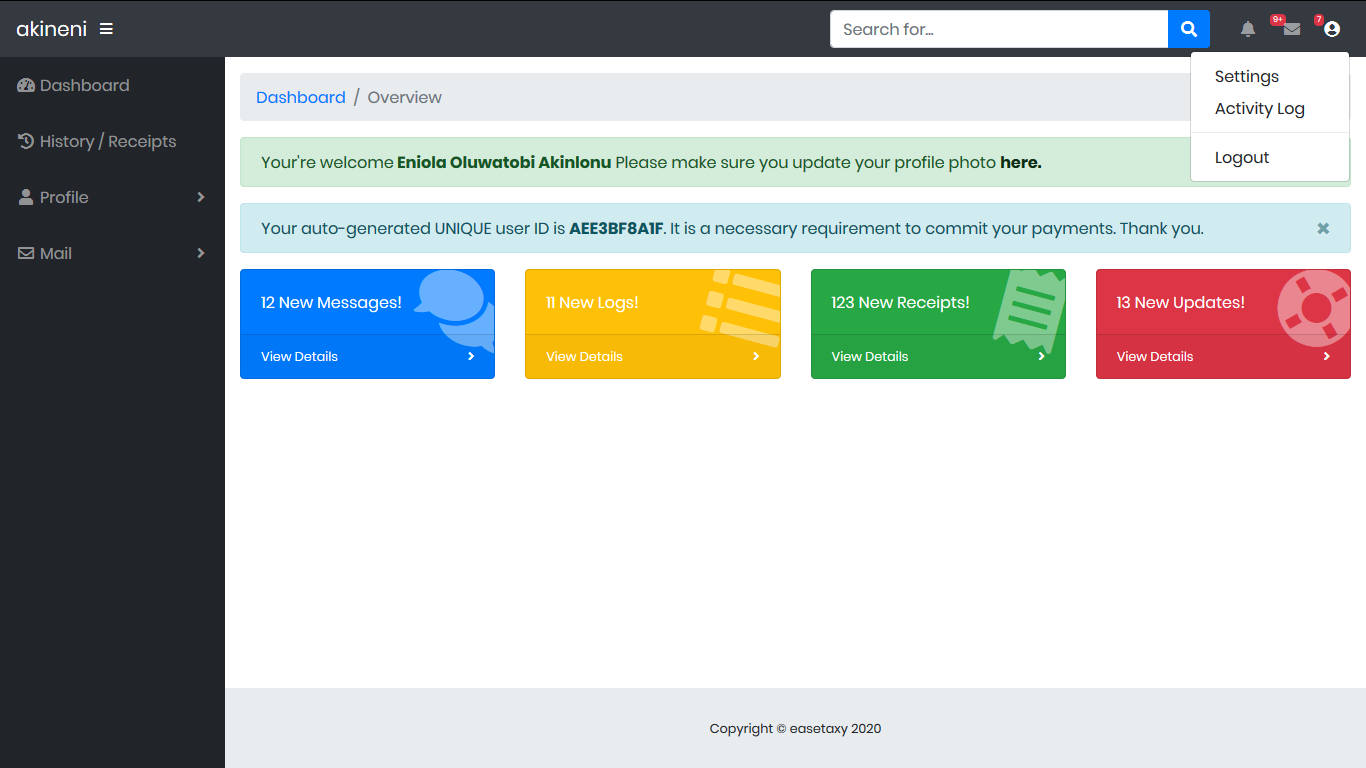 akineni
Search for...
9+
7
Settings
Activity Log
Logout
Dashboard
History / Receipts
Profile
Mail
Dashboard / Overview
Your're welcome Eniola Oluwatobi Akinlonu Please make sure you update your profile photo here.
Your auto-generated UNIQUE user ID is AEE3BF8A1F. It is a necessary requirement to commit your payments. Thank you.
12 New Messages!
View Details
11 New Logs!
View Details
123 New Receipts!
View Details
13 New Updates!
View Details
Copyright © easetaxy 2020